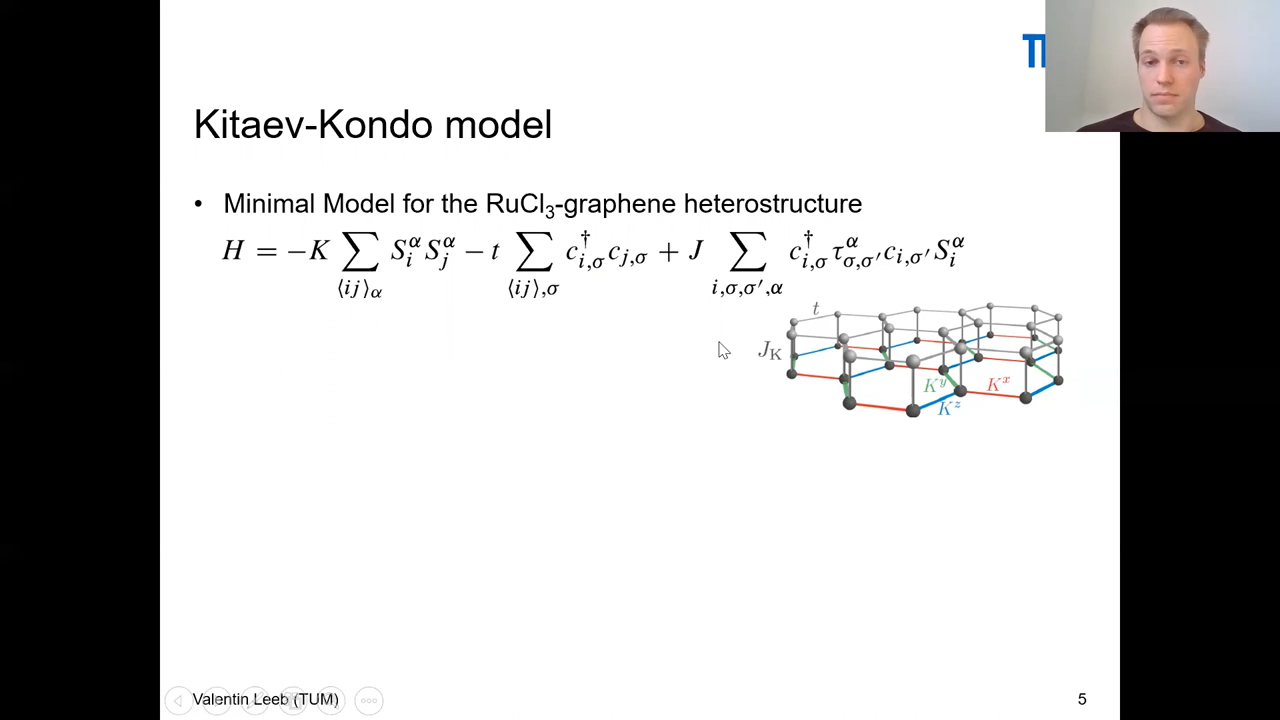 Kitaev-Kondo model
• Minimal Model for the RuCl₃-graphene heterostructure
H = −K ∑ S_i^α S_j^α − t ∑ c†_{i,σ} c_{j,σ} + J ∑ c†_{i,σ} τ^α_{σ,σ′} c_{i,σ′} S_i^α
⟨ij⟩_α ⟨ij⟩,σ i,σ,σ′,α
t
J_K
K^y K^x
K^z
Valentin Leeb (TUM) 5